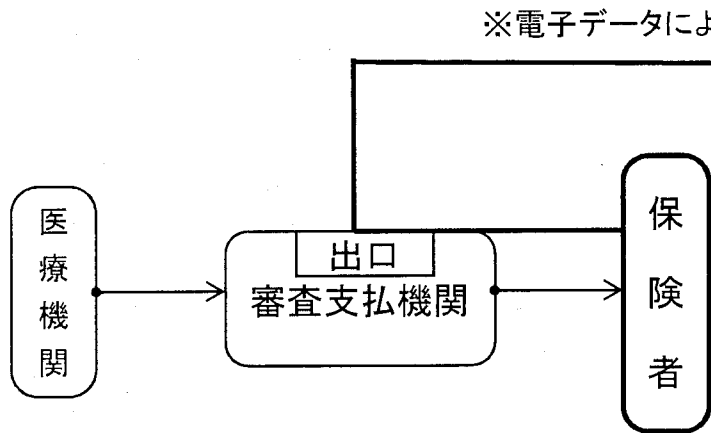 ※電子データによ
医療機関
出口
審査支払機関
保険者